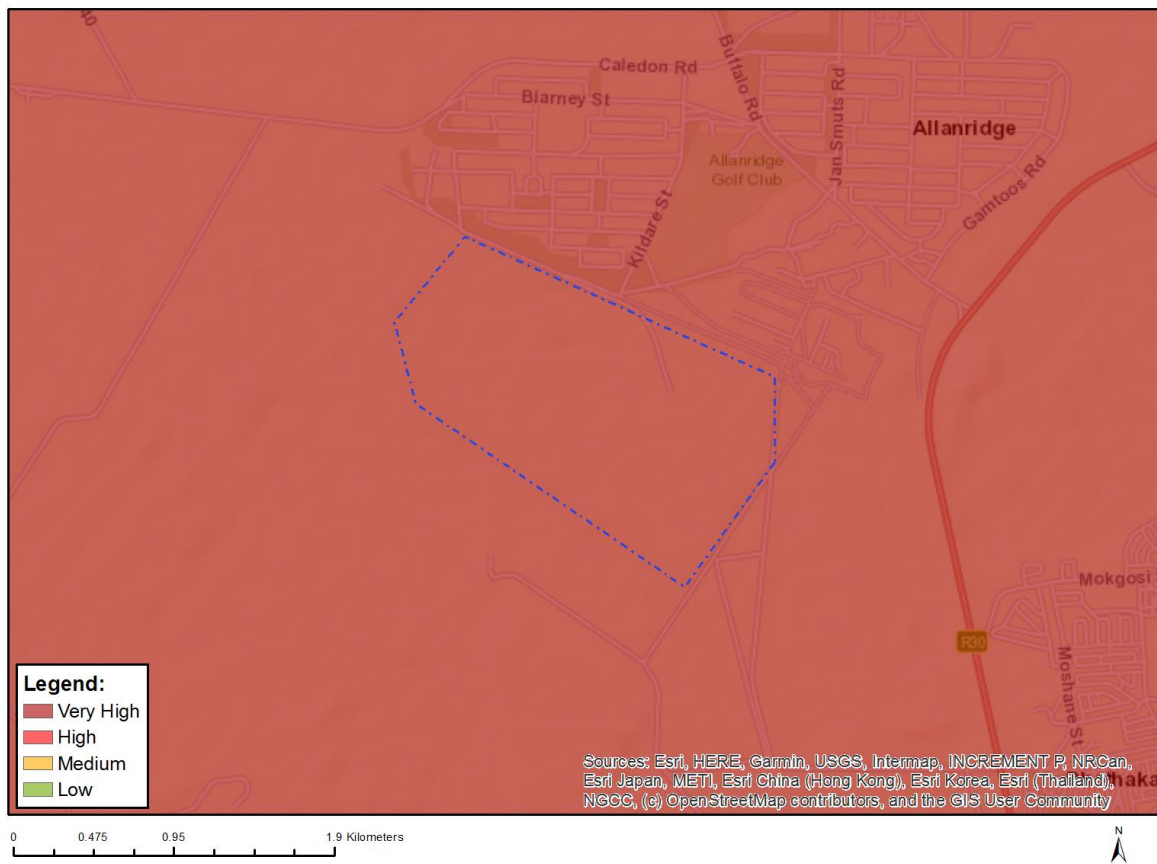 40
Caledon Rd
Buffalo Rd
Blarney St
Jan Smuts Rd
Allanridge
Allanridge
Golf Club
Kildare St
Gamtoos Rd
Mokgosi
R30
Moshane St
Legend:
Very High
High
Medium
Low
Sources: Esri, HERE, Garmin, USGS, Intermap, INCREMENT P, NRCan,
Esri Japan, METI, Esri China (Hong Kong), Esri Korea, Esri (Thailand),
NGCC, (c) OpenStreetMap contributors, and the GIS User Community
0 0.475 0.95 1.9 Kilometers
N